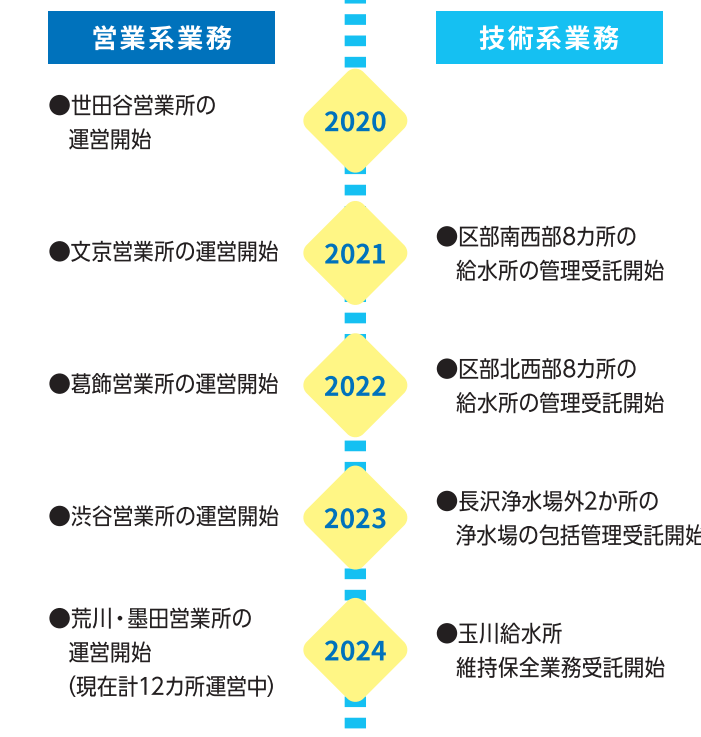 営業系業務
技術系業務
2020
●世田谷営業所の
運営開始
2021
●文京営業所の運営開始
●区部南西部8カ所の
給水所の管理受託開始
2022
●葛飾営業所の運営開始
●区部北西部8カ所の
給水所の管理受託開始
2023
●渋谷営業所の運営開始
●長沢浄水場外2か所の
浄水場の包括管理受託開始
2024
●荒川・墨田営業所の
運営開始
(現在計12カ所運営中)
●玉川給水所
維持保全業務受託開始